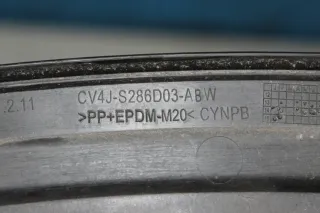 .2.11
CV4J-S286D03-ABW
>PP+EPDM-M20< CYNPB